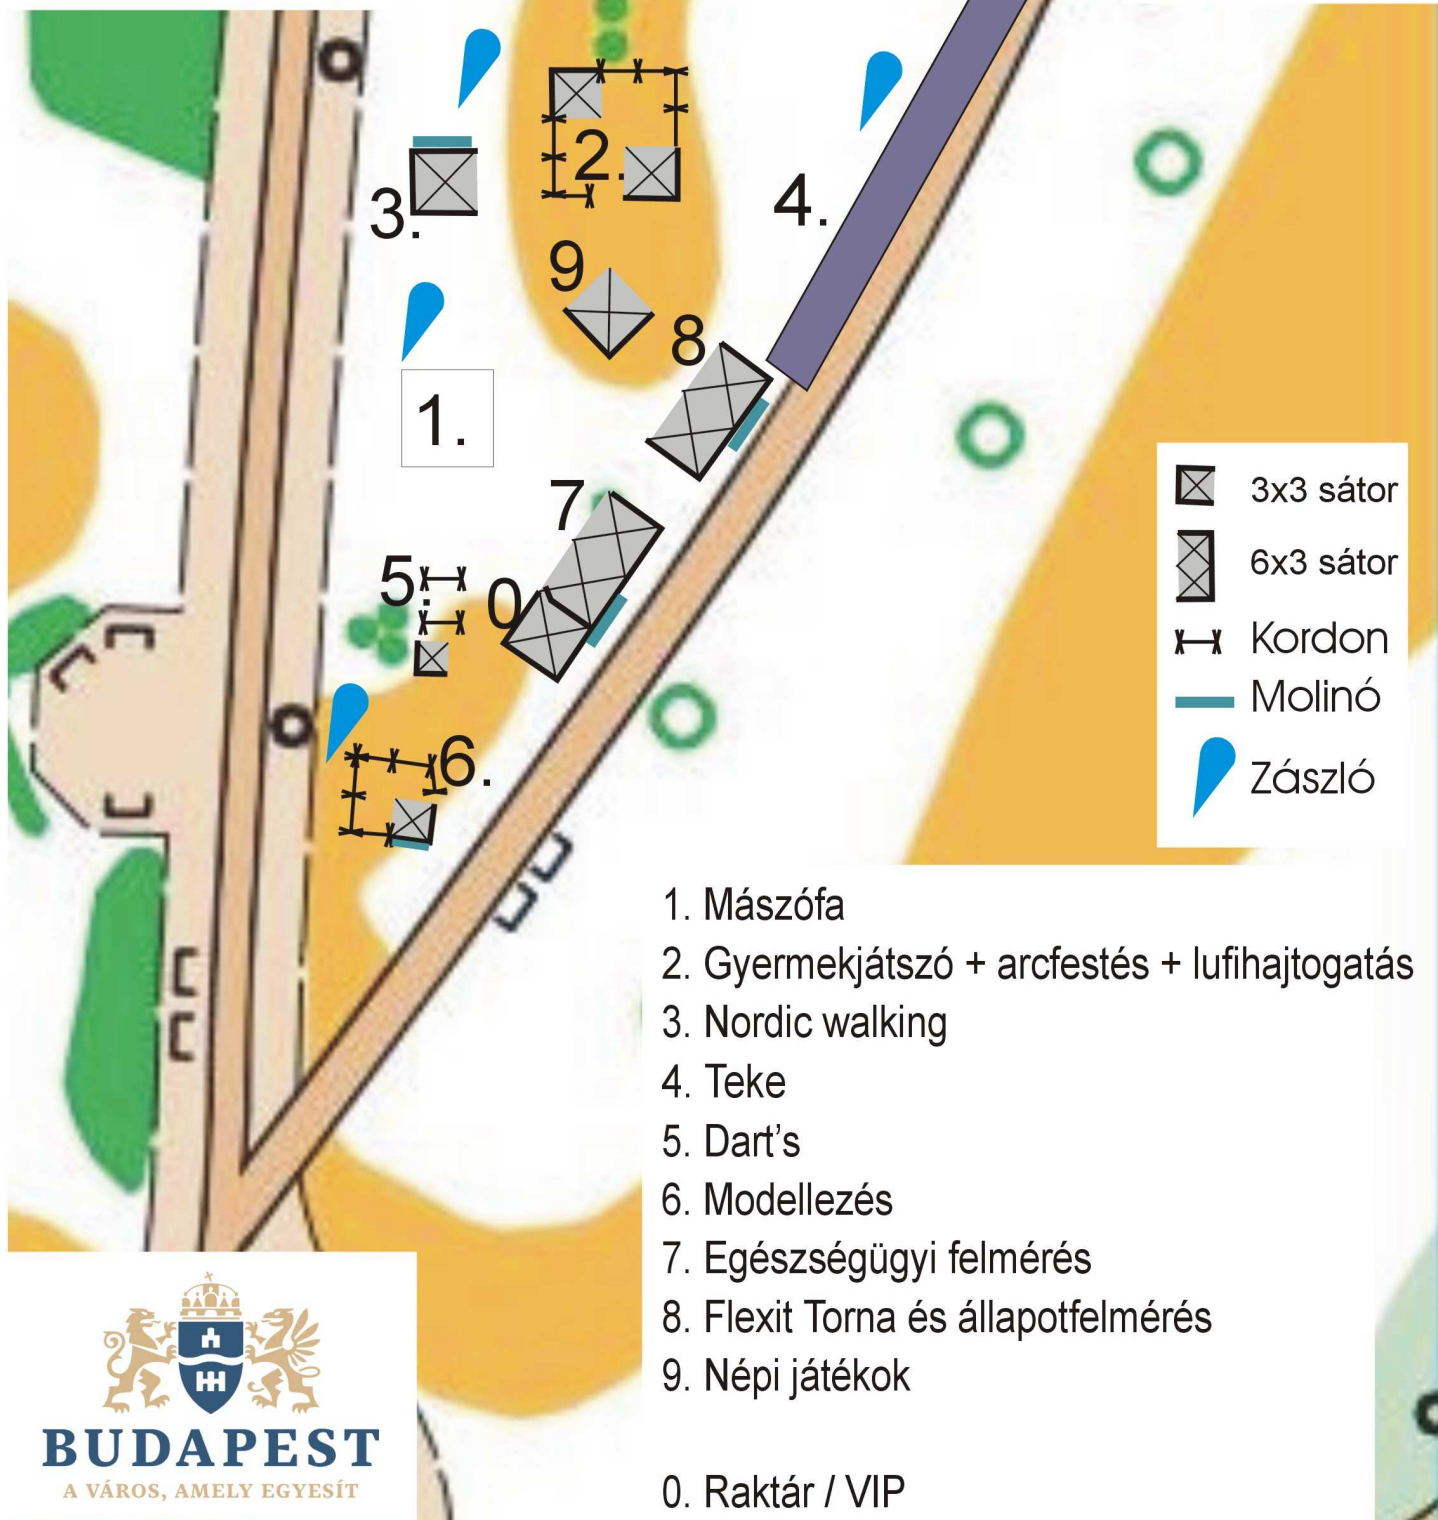 2.
3.
4.
9
8
1.
7
5.
0
6.
3x3 sátor
6x3 sátor
Kordon
Molinó
Zászló
1. Mászófa
2. Gyermekjátszó + arcfestés + lufihajtogatás
3. Nordic walking
4. Teke
5. Dart's
6. Modellezés
7. Egészségügyi felmérés
8. Flexit Torna és állapotfelmérés
9. Népi játékok
0. Raktár / VIP
BUDAPEST
A VÁROS, AMELY EGYESÍT